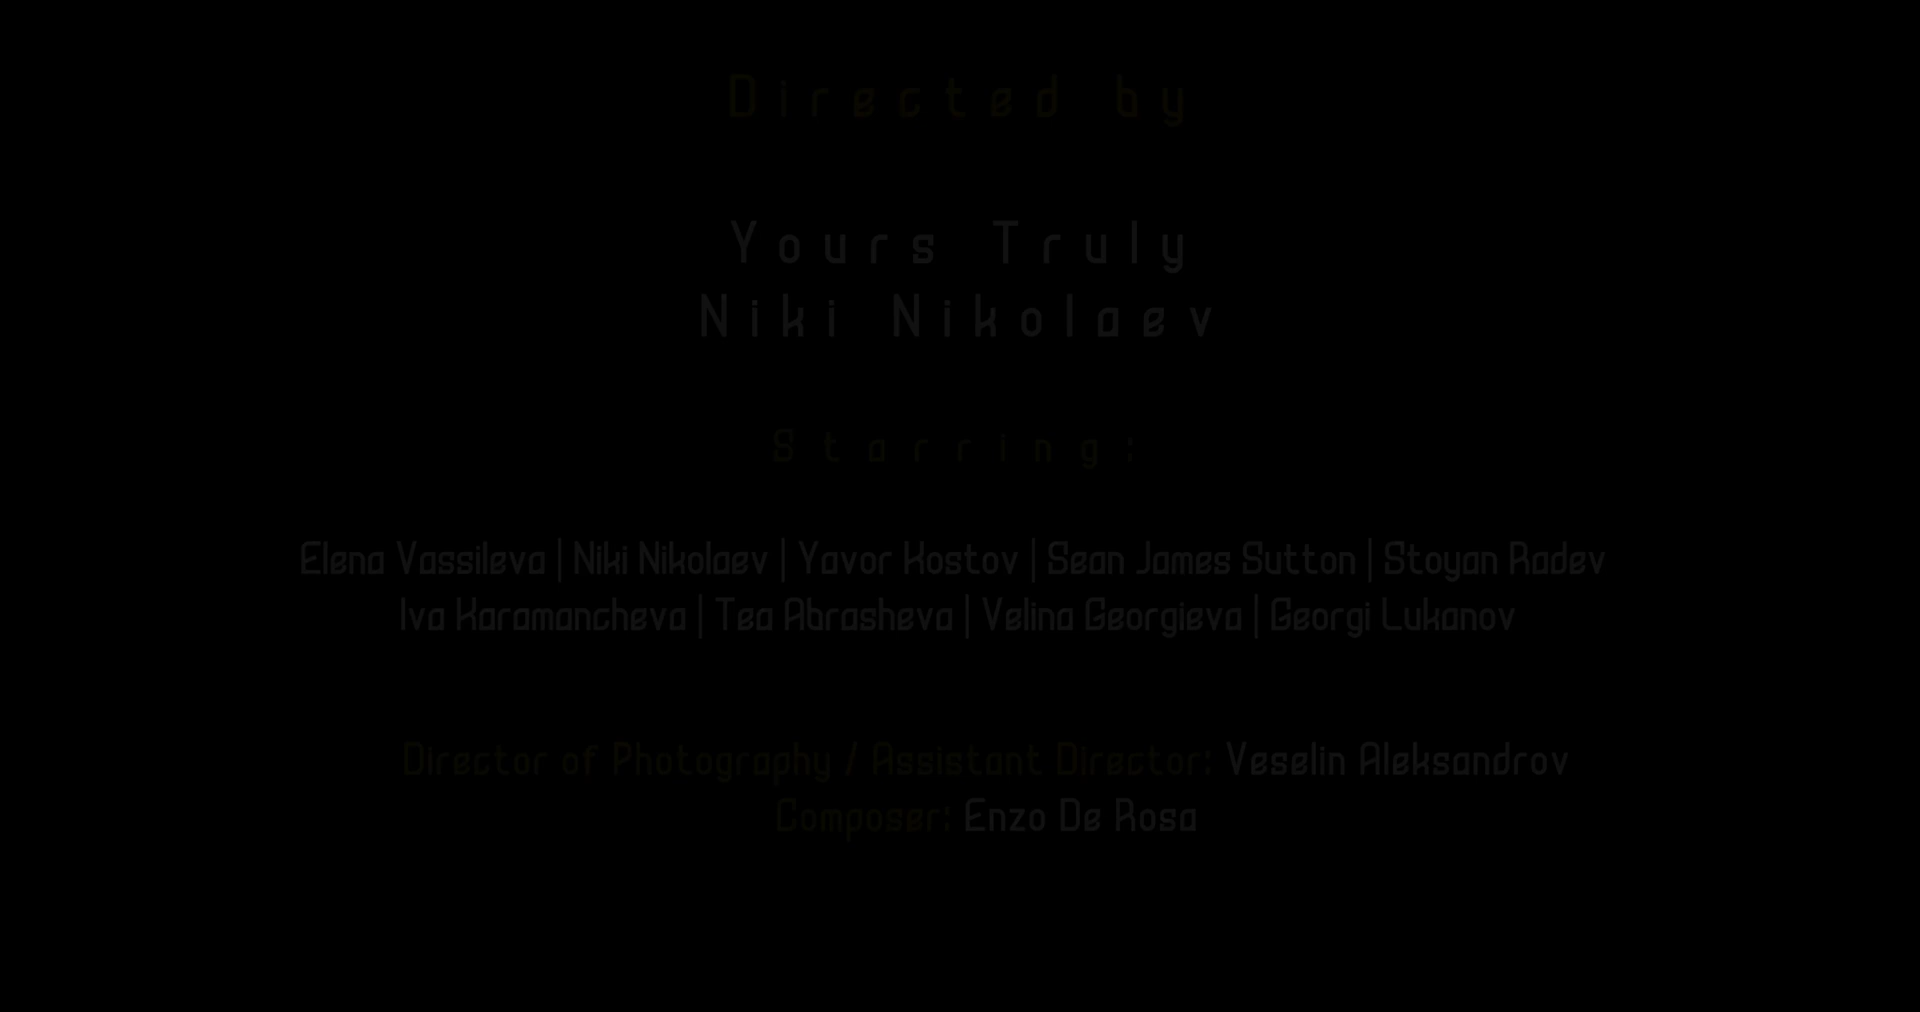 Directed by
Yours Truly
Niki Nikolaev
Starring:
Elena Vassileva | Niki Nikolaev | Yavor Kostov | Sean James Sutton | Stoyan Radev
Iva Karamancheva | Tea Abrasheva | Velina Georgieva | Georgi Lukanov
Director of Photography / Assistant Director: Veselin Aleksandrov
Composer: Enzo De Rosa